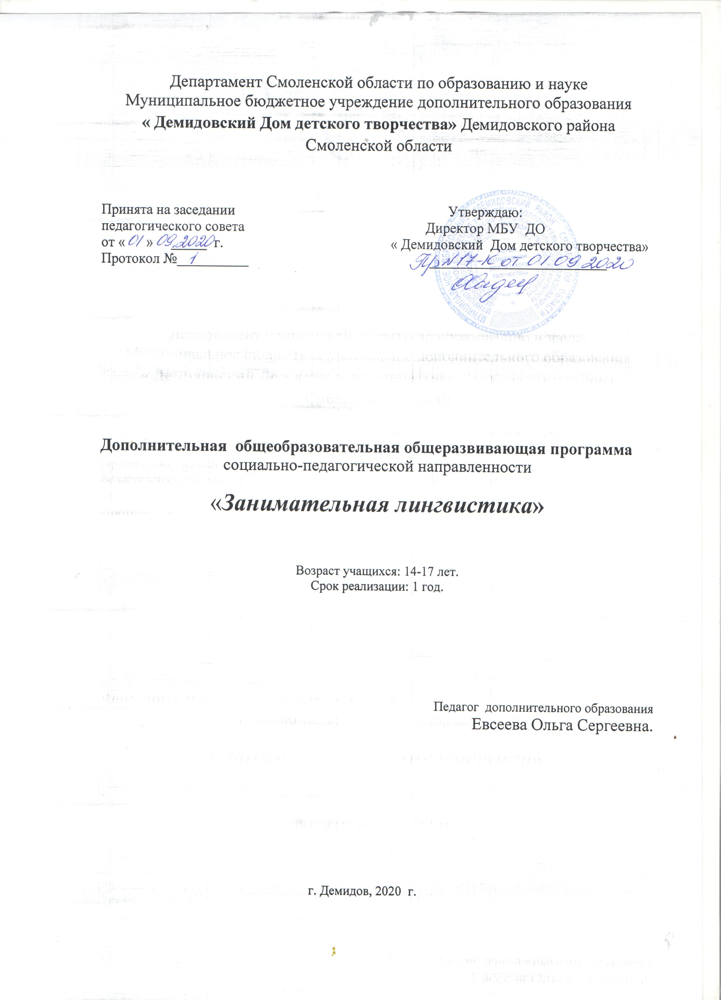 Департамент Смоленской области по образованию и науке
Муниципальное бюджетное учреждение дополнительного образования
« Демидовский Дом детского творчества» Демидовского района
Смоленской области
Принята на заседании
педагогического совета
от « 01 » 09.2020 г.
Протокол № 1
Утверждаю:
Директор МБУ ДО
« Демидовский Дом детского творчества»
Пр №17-К от 01 09 2020
Дополнительная общеобразовательная общеразвивающая программа
социально-педагогической направленности
«Занимательная лингвистика»
Возраст учащихся: 14-17 лет.
Срок реализации: 1 год.
Педагог дополнительного образования
Евсеева Ольга Сергеевна.
г. Демидов, 2020 г.